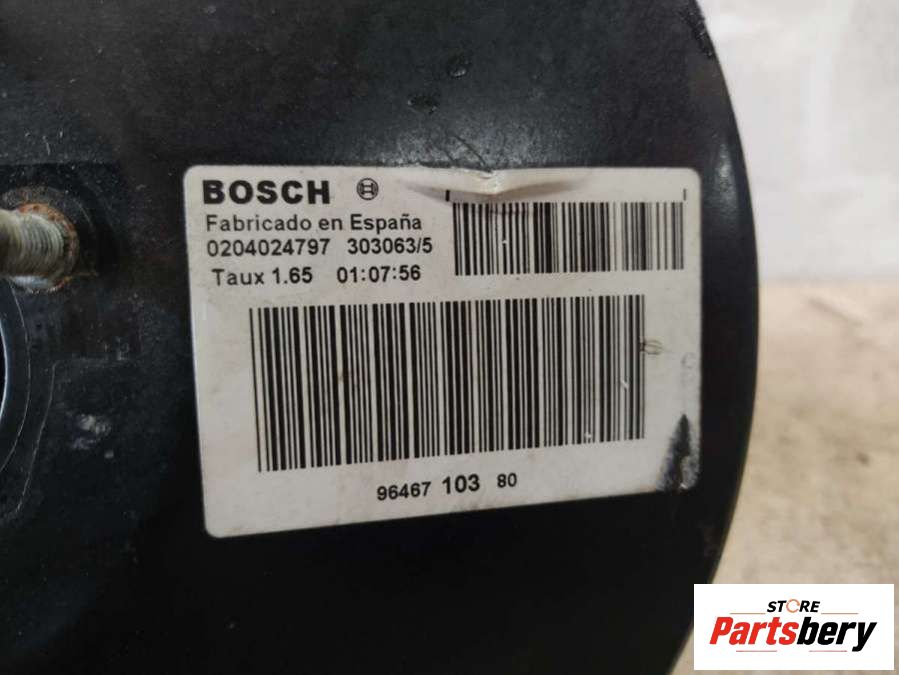 BOSCH
Fabricado en España
0204024797 303063/5
Taux 1.65 01:07:56
96467 103 80
STORE
Partsbery